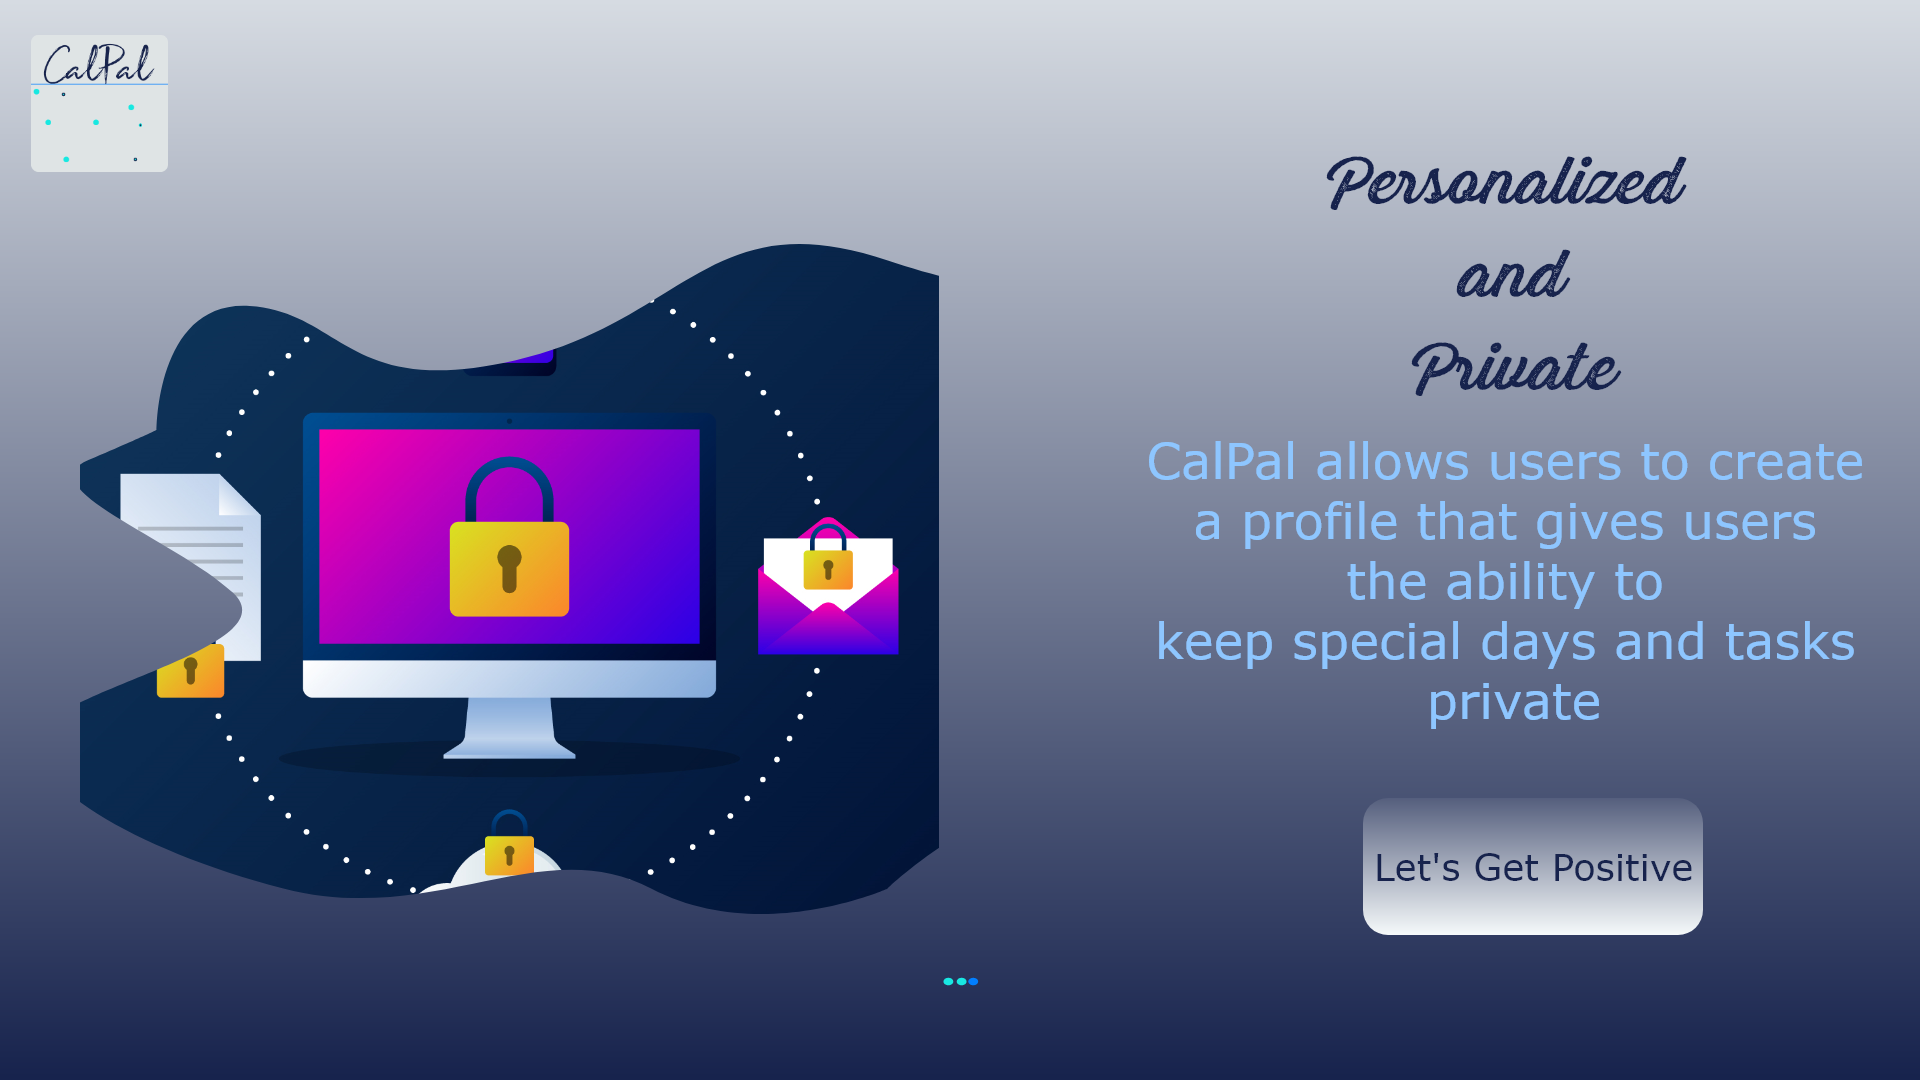 CalPal
Personalized
and
Private
CalPal allows users to create
a profile that gives users
the ability to
keep special days and tasks
private
Let's Get Positive